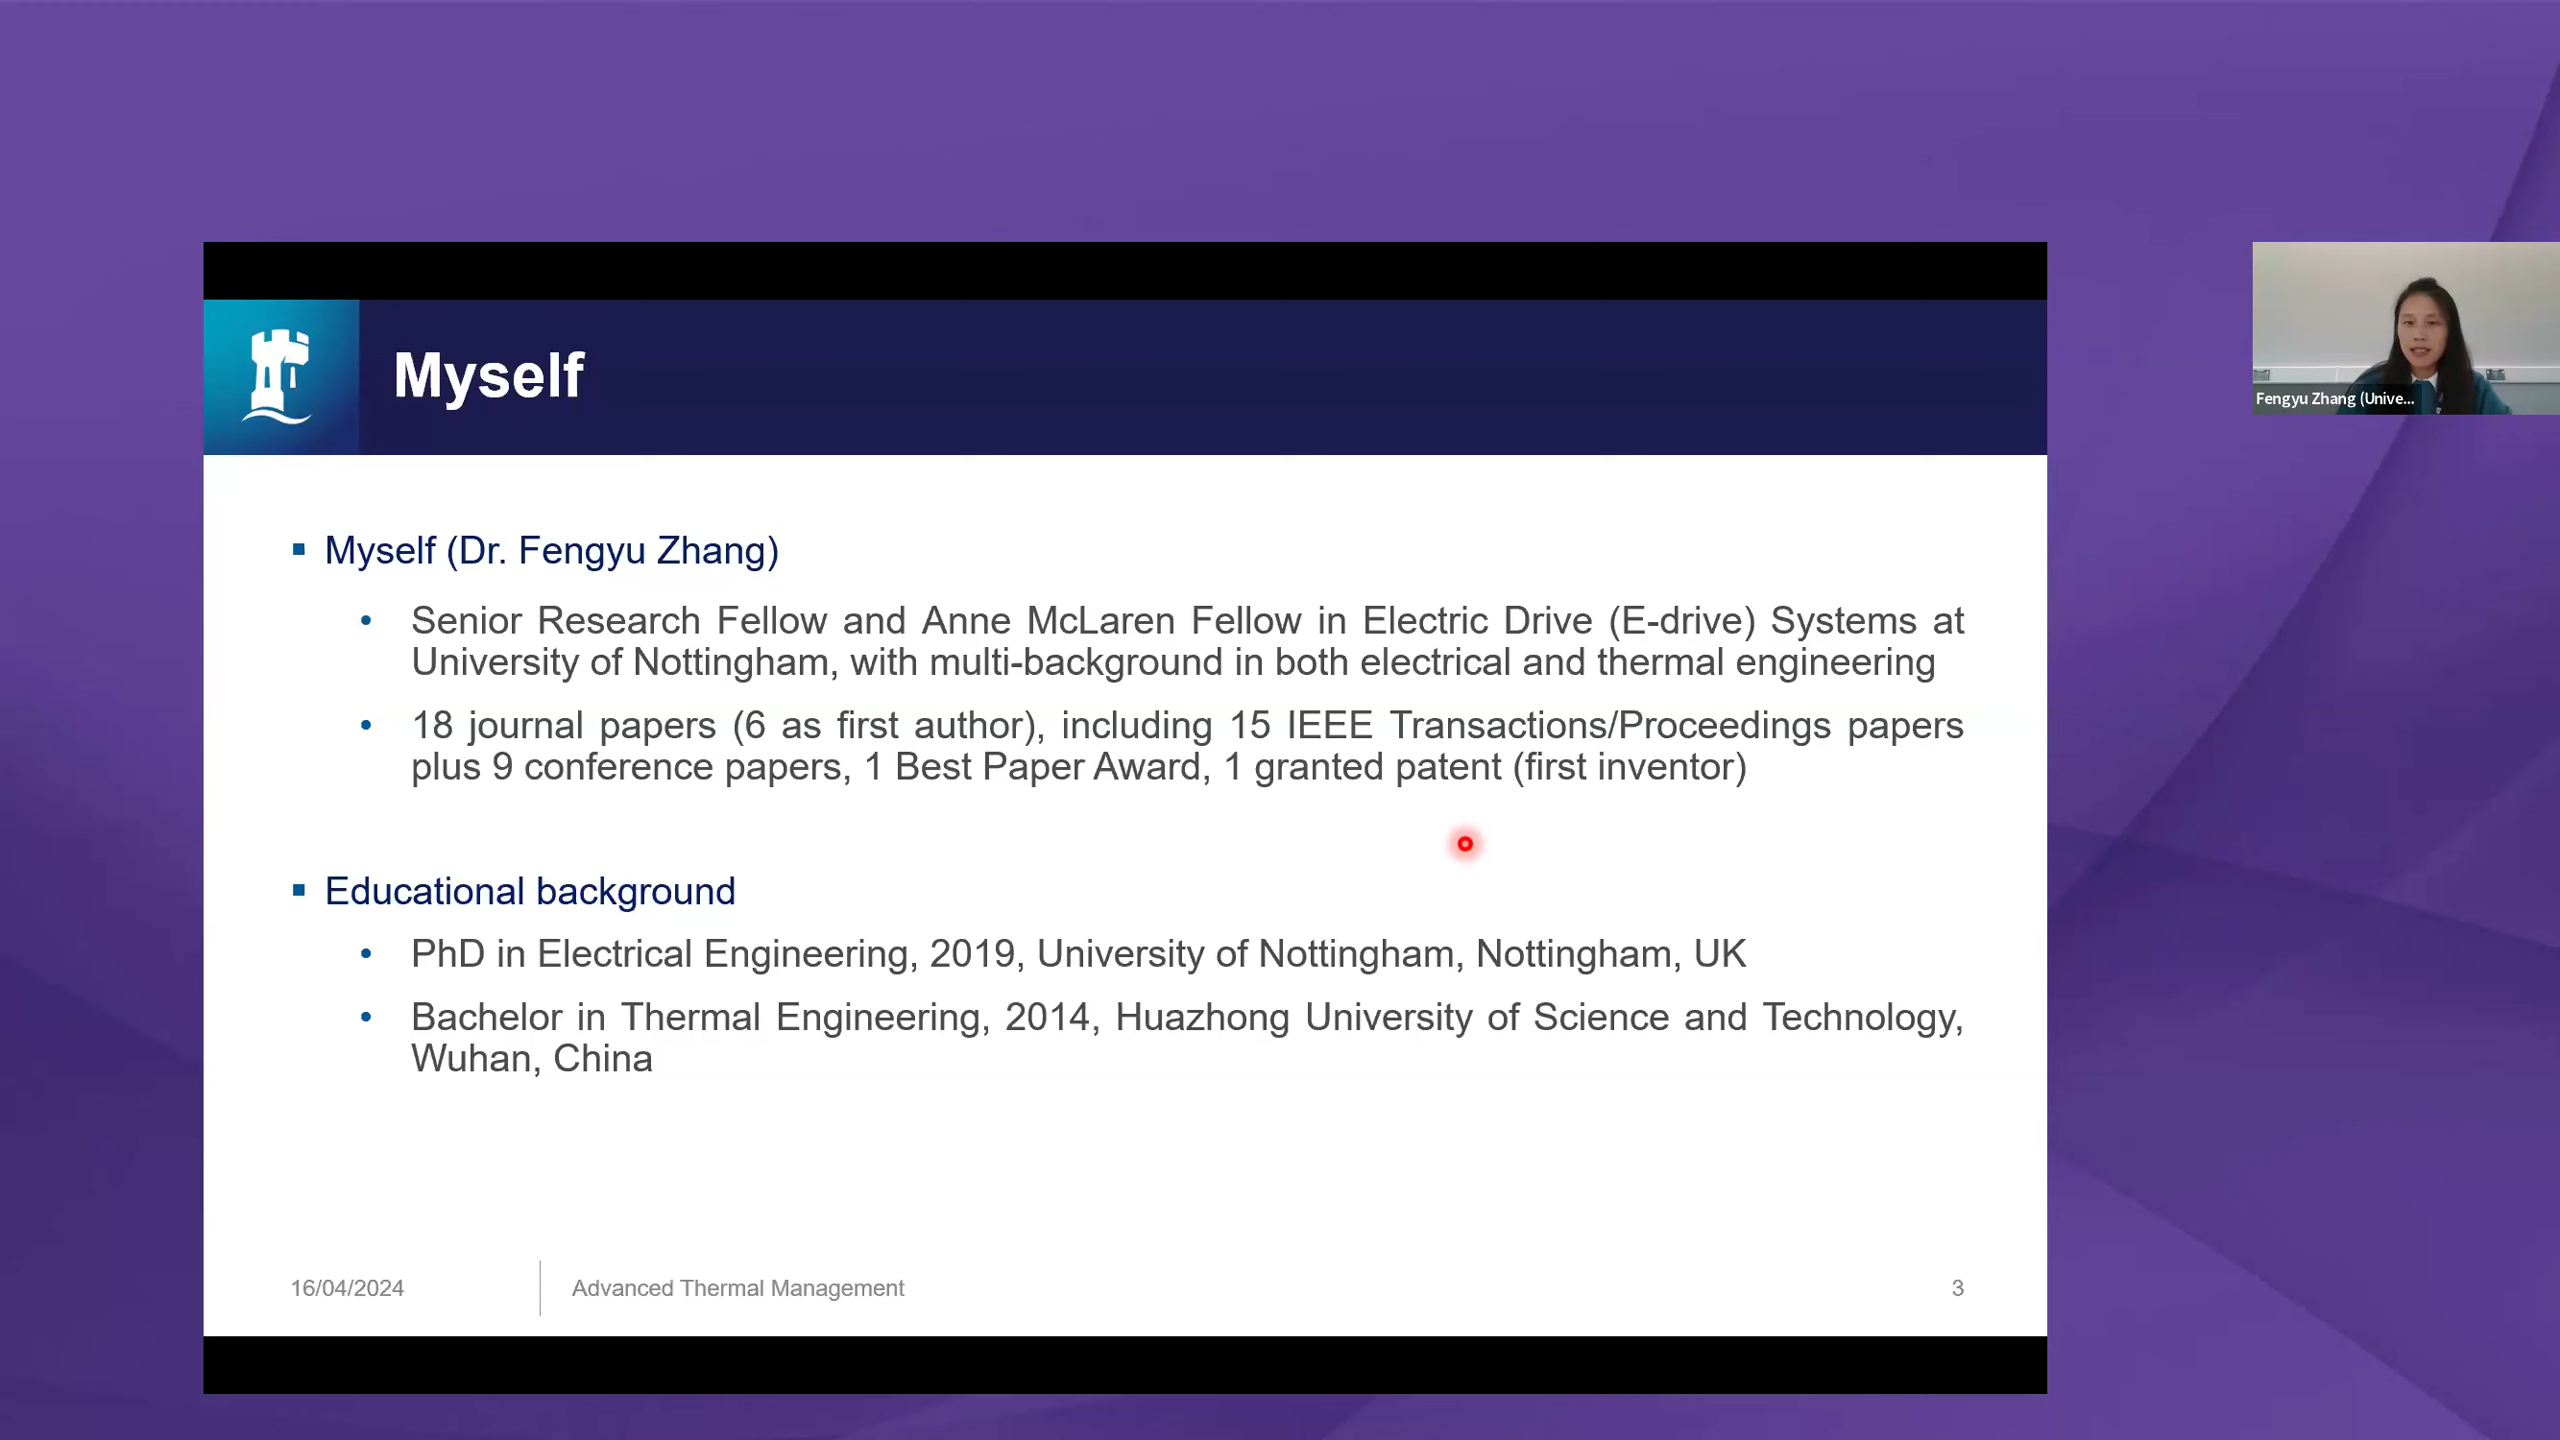 Myself
Fengyu Zhang (Unive...
Myself (Dr. Fengyu Zhang)
• Senior Research Fellow and Anne McLaren Fellow in Electric Drive (E-drive) Systems at
University of Nottingham, with multi-background in both electrical and thermal engineering
• 18 journal papers (6 as first author), including 15 IEEE Transactions/Proceedings papers
plus 9 conference papers, 1 Best Paper Award, 1 granted patent (first inventor)
Educational background
• PhD in Electrical Engineering, 2019, University of Nottingham, Nottingham, UK
• Bachelor in Thermal Engineering, 2014, Huazhong University of Science and Technology,
Wuhan, China
16/04/2024
Advanced Thermal Management
3